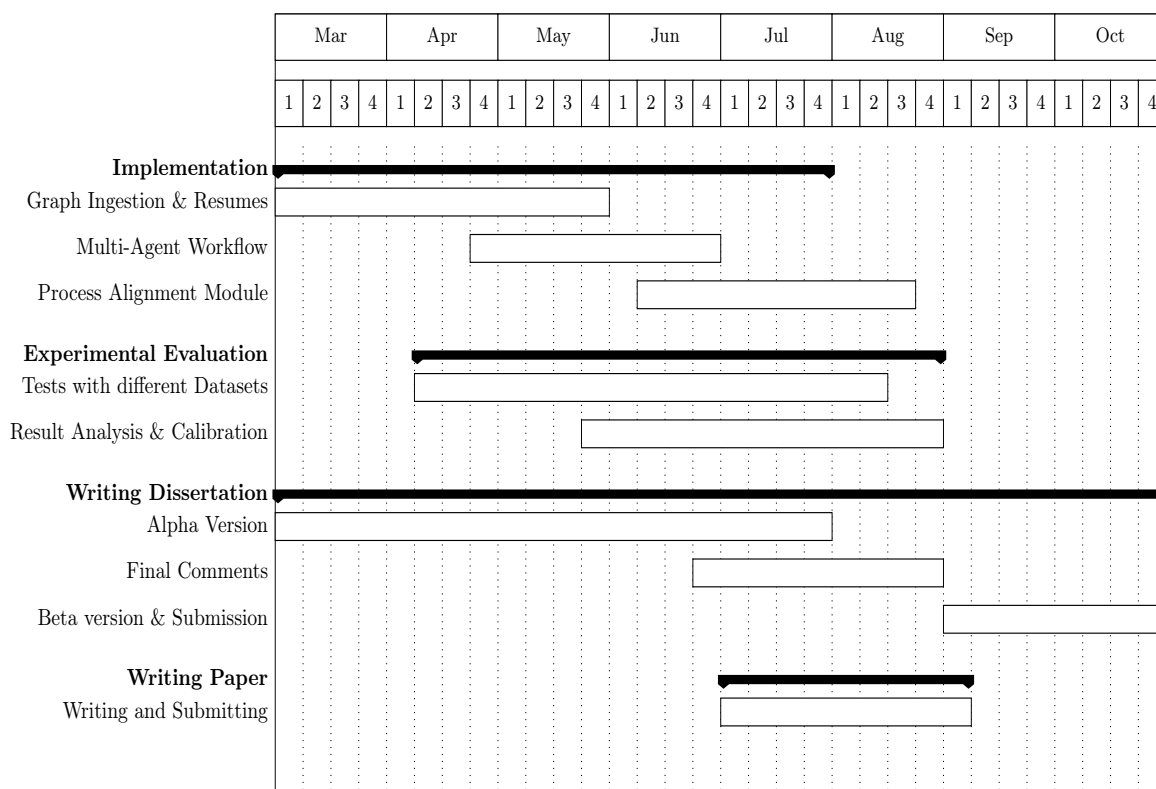 Mar Apr May Jun Jul Aug Sep Oct
1 2 3 4 1 2 3 4 1 2 3 4 1 2 3 4 1 2 3 4 1 2 3 4 1 2 3 4 1 2 3 4
Implementation
Graph Ingestion & Resumes
Multi-Agent Workflow
Process Alignment Module
Experimental Evaluation
Tests with different Datasets
Result Analysis & Calibration
Writing Dissertation
Alpha Version
Final Comments
Beta version & Submission
Writing Paper
Writing and Submitting